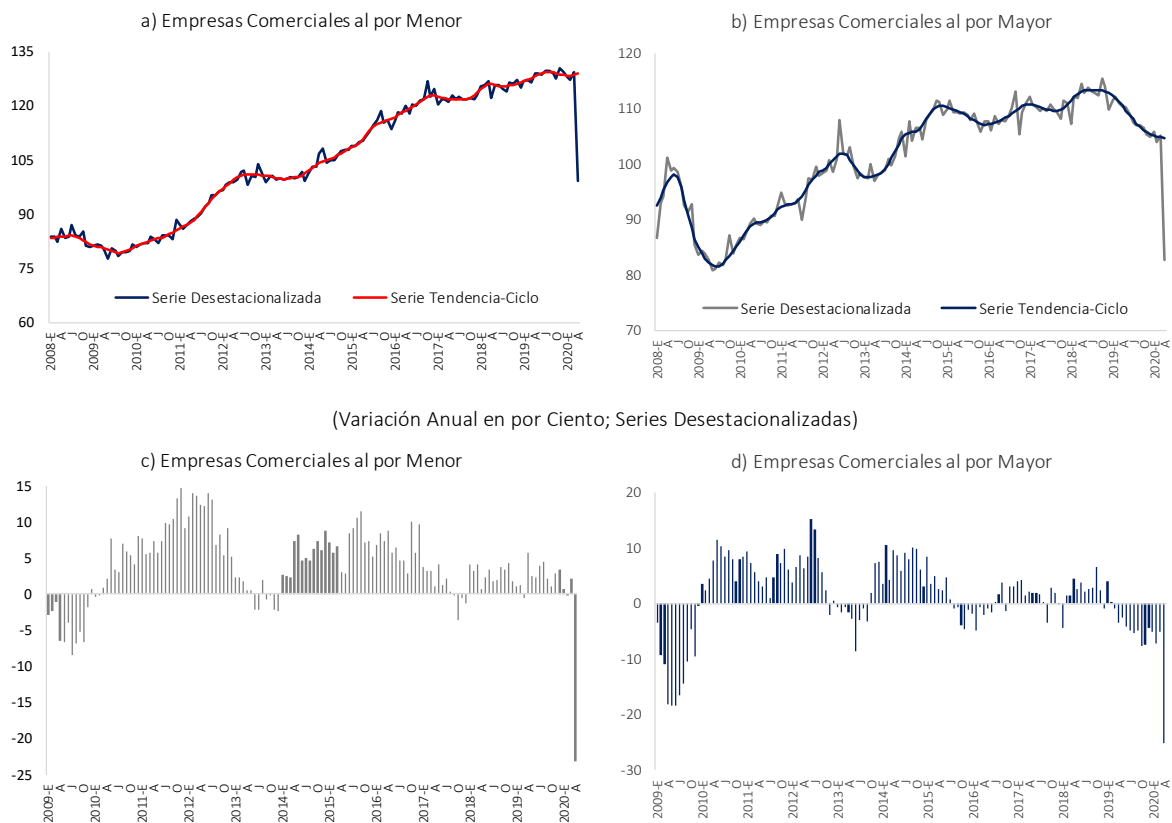 a) Empresas Comerciales al por Menor
135
120
105
90
75
60
Serie Desestacionalizada
Serie Tendencia-Ciclo
2008-E A J O 2009-E A J O 2010-E A J O 2011-E A J O 2012-E A J O 2013-E A J O 2014-E A J O 2015-E A J O 2016-E A J O 2017-E A J O 2018-E A J O 2019-E A J O 2020-E A
b) Empresas Comerciales al por Mayor
120
110
100
90
80
70
Serie Desestacionalizada
Serie Tendencia-Ciclo
2008-E A J O 2009-E A J O 2010-E A J O 2011-E A J O 2012-E A J O 2013-E A J O 2014-E A J O 2015-E A J O 2016-E A J O 2017-E A J O 2018-E A J O 2019-E A J O 2020-E A
(Variación Anual en por Ciento; Series Desestacionalizadas)
c) Empresas Comerciales al por Menor
15
10
5
0
-5
-10
-15
-20
-25
2009-E A J O 2010-E A J O 2011-E A J O 2012-E A J O 2013-E A J O 2014-E A J O 2015-E A J O 2016-E A J O 2017-E A J O 2018-E A J O 2019-E A J O 2020-E A
d) Empresas Comerciales al por Mayor
20
10
0
-10
-20
-30
2009-E A J O 2010-E A J O 2011-E A J O 2012-E A J O 2013-E A J O 2014-E A J O 2015-E A J O 2016-E A J O 2017-E A J O 2018-E A J O 2019-E A J O 2020-E A